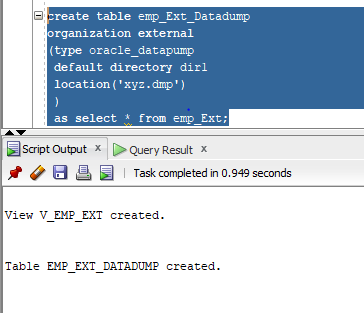 create table emp_Ext_Datadump
organization external
(type oracle_datapump
default directory dirl
location('xyz.dmp')
)
as select * from emp_Ext;
Script Output x
Query Result x
Task completed in 0.949 seconds
View V_EMP_EXT created.
Table EMP_EXT_DATADUMP created.